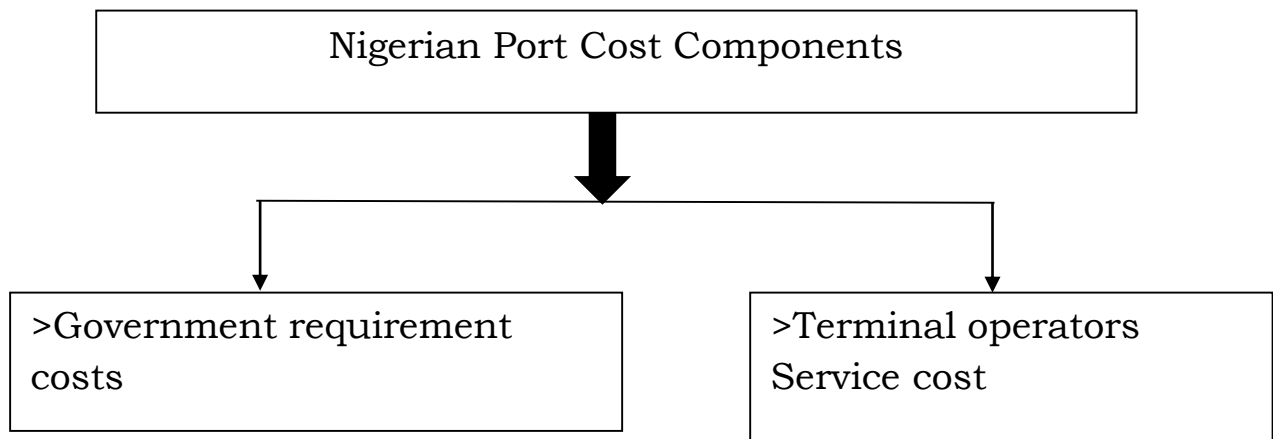 Nigerian Port Cost Components
>Government requirement
costs
>Terminal operators
Service cost